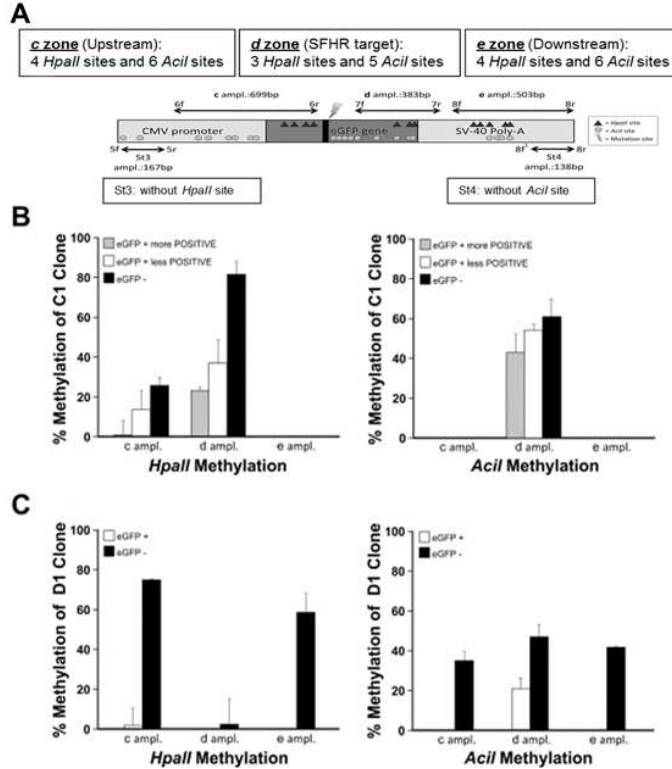 A
c zone (Upstream):
4 HpaII sites and 6 AciI sites
d zone (SFHR target):
3 HpaII sites and 5 AciI sites
e zone (Downstream):
4 HpaII sites and 6 AciI sites
c ampl.:699bp
d ampl.:383bp
e ampl.:503bp
6f
6r
7f
7r
8f
8r
CMV promoter
eGFP gene
SV-40 Poly-A
= HpaII site
= AciI site
= Mutation site
5f
5r
St3
ampl.:167bp
8r
St4
ampl.:138bp
St3: without HpaII site
St4: without AciI site
B
% Methylation of C1 Clone
100
80
60
40
20
0
eGFP + more POSITIVE
eGFP + less POSITIVE
eGFP -
c ampl.
d ampl.
e ampl.
HpaII Methylation
% Methylation of C1 Clone
100
80
60
40
20
0
eGFP + more POSITIVE
eGFP + less POSITIVE
eGFP -
c ampl.
d ampl.
e ampl.
AciI Methylation
C
% Methylation of D1 Clone
100
80
60
40
20
0
eGFP +
eGFP -
c ampl.
d ampl.
e ampl.
HpaII Methylation
% Methylation of D1 Clone
100
80
60
40
20
0
eGFP +
eGFP -
c ampl.
d ampl.
e ampl.
AciI Methylation